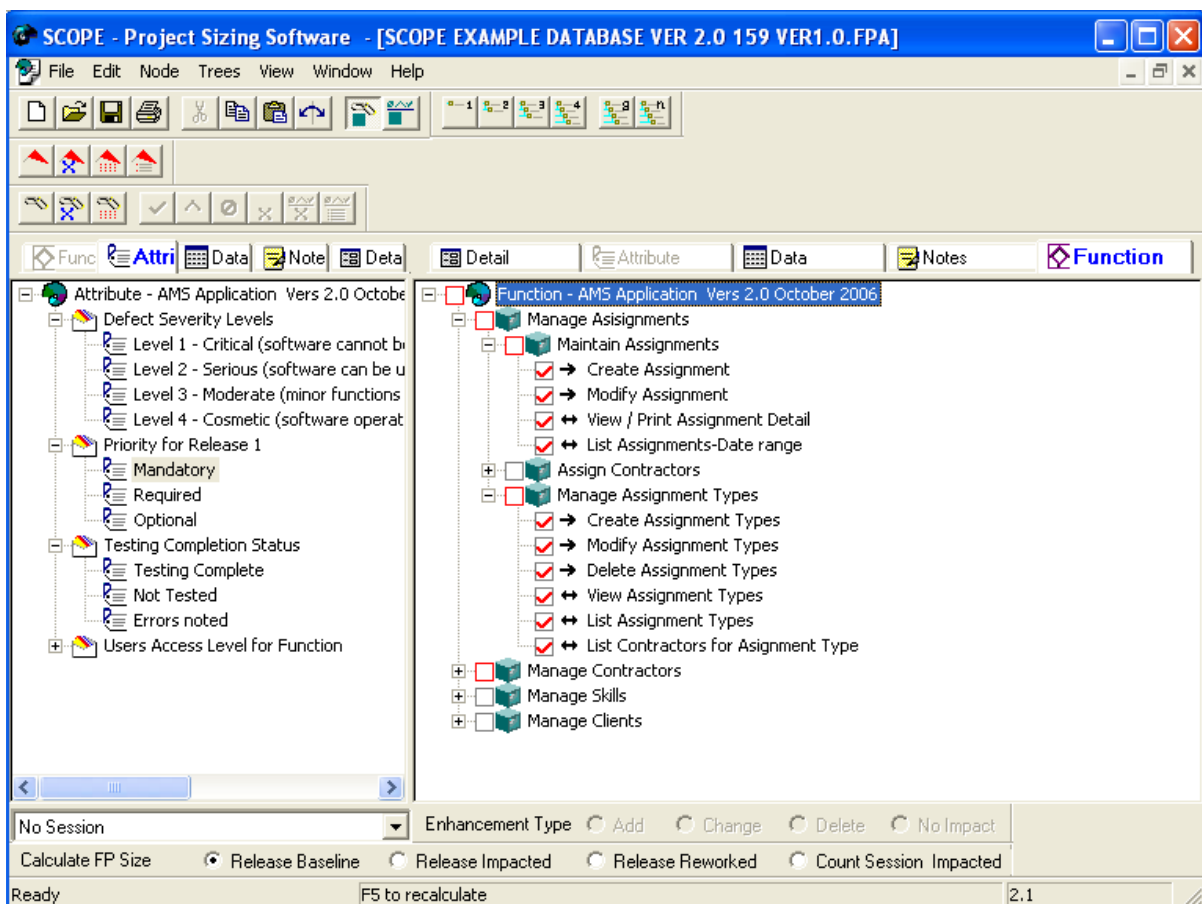 SCOPE - Project Sizing Software - [SCOPE EXAMPLE DATABASE VER 2.0 159 VER1.0.FPA]
File Edit Node Trees View Window Help
1 2 3 4 g n
Func Attri Data Note Deta Detail Attribute Data Notes Function
Attribute - AMS Application Vers 2.0 Octobe
Defect Severity Levels
Level 1 - Critical (software cannot b
Level 2 - Serious (software can be u
Level 3 - Moderate (minor functions
Level 4 - Cosmetic (software operat
Priority for Release 1
Mandatory
Required
Optional
Testing Completion Status
Testing Complete
Not Tested
Errors noted
Users Access Level for Function
Function - AMS Application Vers 2.0 October 2006
Manage Asisignments
Maintain Assignments
Create Assignment
Modify Assignment
View / Print Assignment Detail
List Assignments-Date range
Assign Contractors
Manage Assignment Types
Create Assignment Types
Modify Assignment Types
Delete Assignment Types
View Assignment Types
List Assignment Types
List Contractors for Asignment Type
Manage Contractors
Manage Skills
Manage Clients
No Session Enhancement Type Add Change Delete No Impact
Calculate FP Size Release Baseline Release Impacted Release Reworked Count Session Impacted
Ready F5 to recalculate 2.1